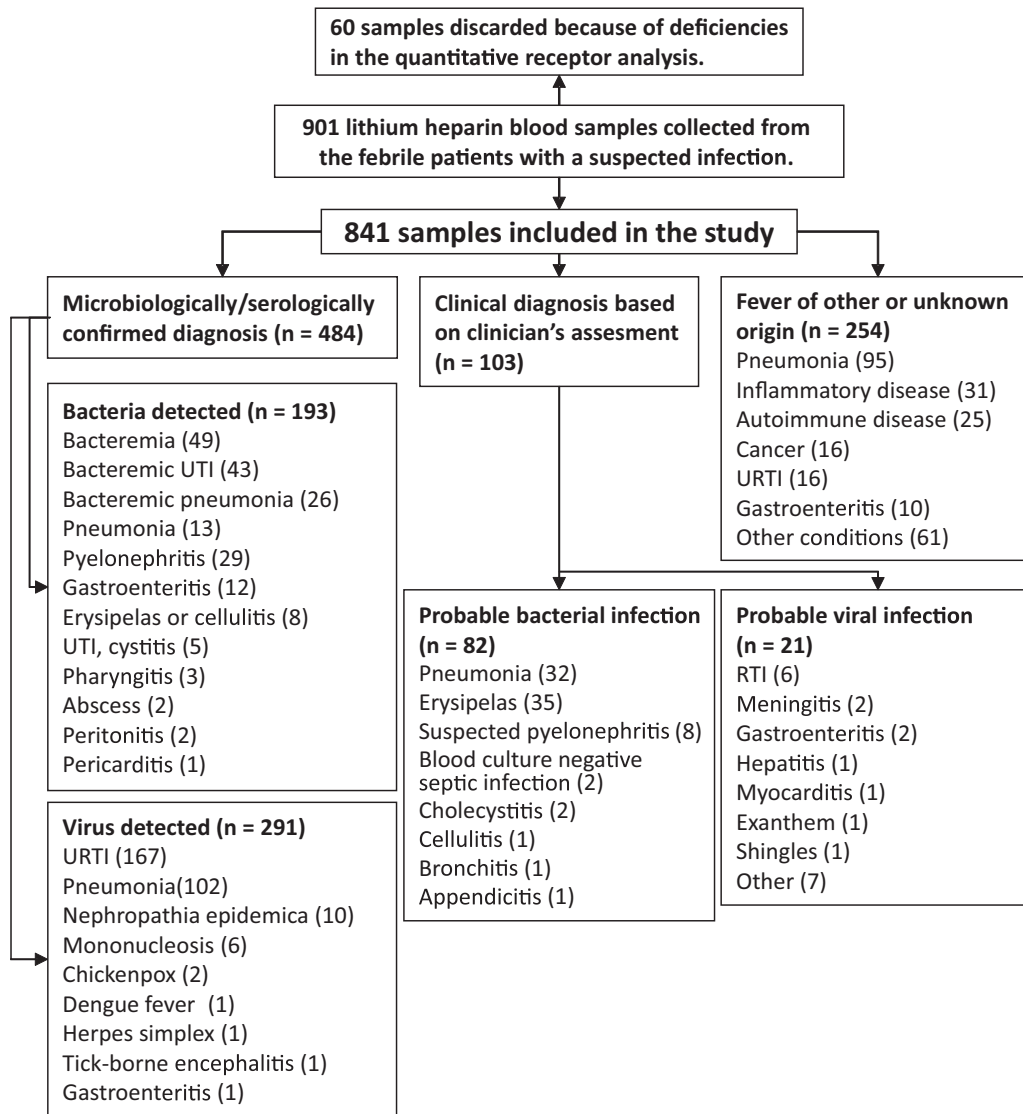 60 samples discarded because of deficiencies
in the quantitative receptor analysis.
901 lithium heparin blood samples collected from
the febrile patients with a suspected infection.
841 samples included in the study
Microbiologically/serologically
confirmed diagnosis (n = 484)
Clinical diagnosis based
on clinician's assesment
(n = 103)
Fever of other or unknown
origin (n = 254)
Pneumonia (95)
Inflammatory disease (31)
Autoimmune disease (25)
Cancer (16)
URTI (16)
Gastroenteritis (10)
Other conditions (61)
Bacteria detected (n = 193)
Bacteremia (49)
Bacteremic UTI (43)
Bacteremic pneumonia (26)
Pneumonia (13)
Pyelonephritis (29)
Gastroenteritis (12)
Erysipelas or cellulitis (8)
UTI, cystitis (5)
Pharyngitis (3)
Abscess (2)
Peritonitis (2)
Pericarditis (1)
Probable bacterial infection
(n = 82)
Pneumonia (32)
Erysipelas (35)
Suspected pyelonephritis (8)
Blood culture negative
septic infection (2)
Cholecystitis (2)
Cellulitis (1)
Bronchitis (1)
Appendicitis (1)
Probable viral infection
(n = 21)
RTI (6)
Meningitis (2)
Gastroenteritis (2)
Hepatitis (1)
Myocarditis (1)
Exanthem (1)
Shingles (1)
Other (7)
Virus detected (n = 291)
URTI (167)
Pneumonia(102)
Nephropathia epidemica (10)
Mononucleosis (6)
Chickenpox (2)
Dengue fever (1)
Herpes simplex (1)
Tick-borne encephalitis (1)
Gastroenteritis (1)